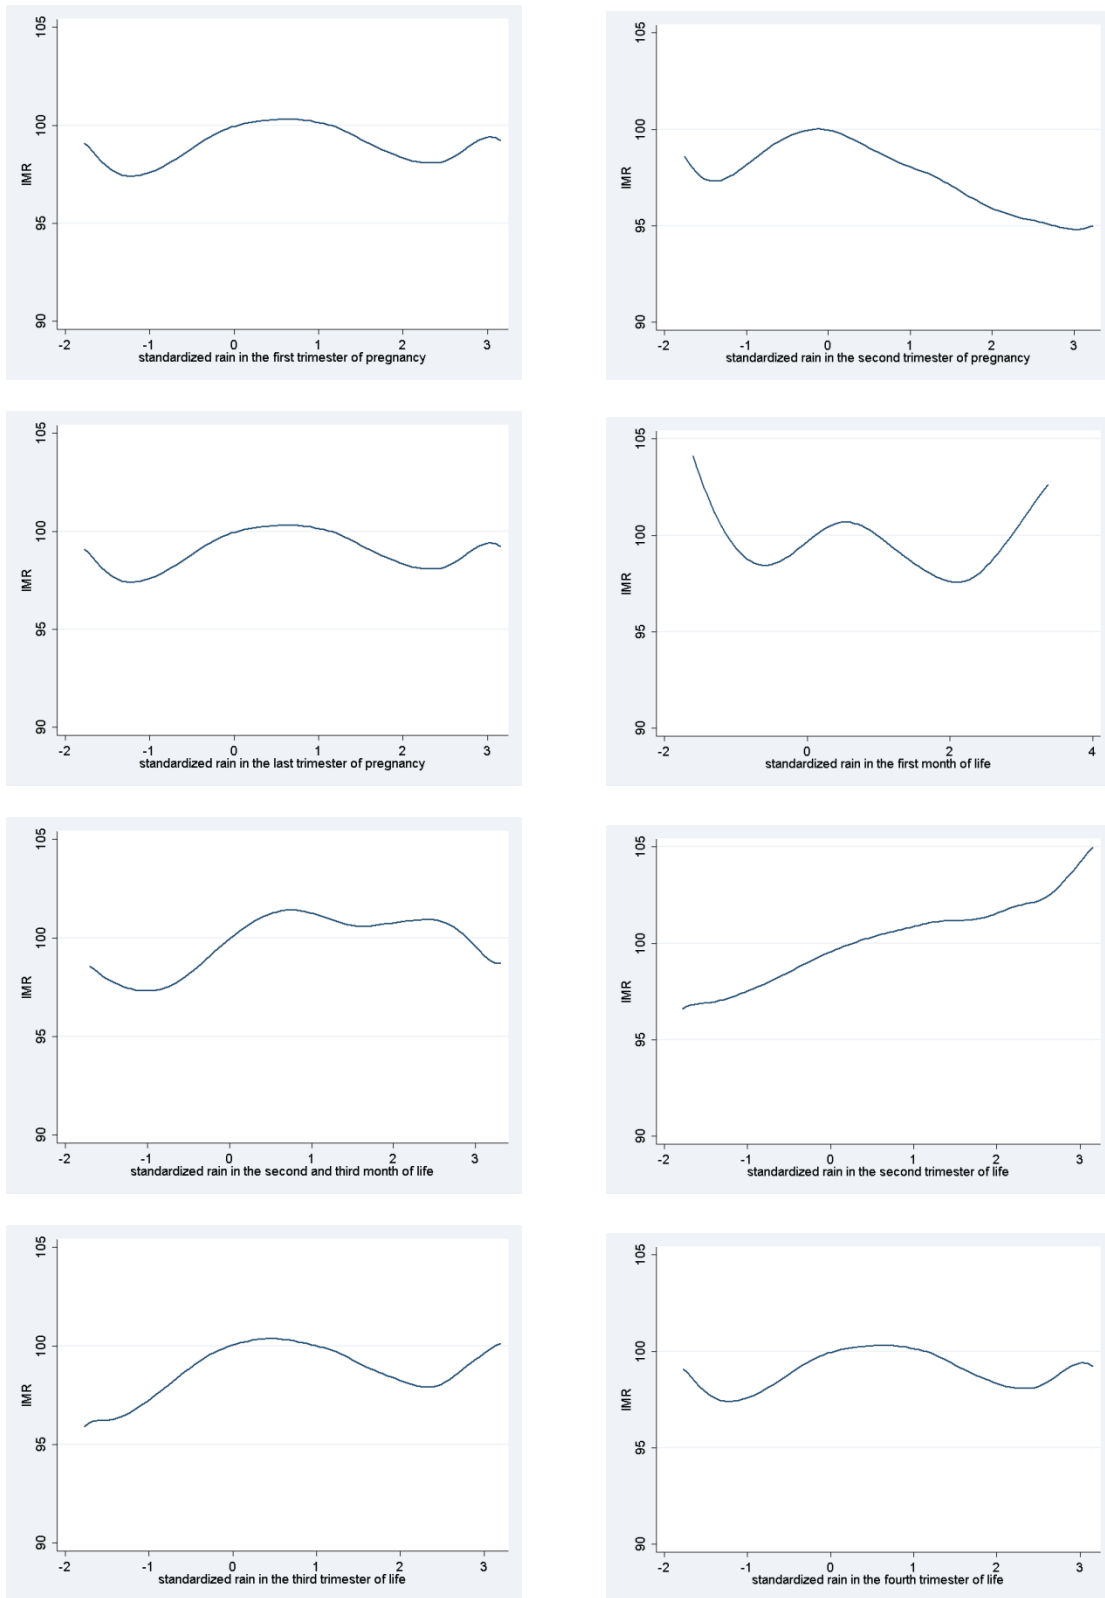 105
100
95
90
IMR
-2 -1 0 1 2 3
standardized rain in the first trimester of pregnancy
105
100
95
90
IMR
-2 -1 0 1 2 3
standardized rain in the second trimester of pregnancy
105
100
95
90
IMR
-2 -1 0 1 2 3
standardized rain in the last trimester of pregnancy
105
100
95
90
IMR
-2 0 2 4
standardized rain in the first month of life
105
100
95
90
IMR
-2 -1 0 1 2 3
standardized rain in the second and third month of life
105
100
95
90
IMR
-2 -1 0 1 2 3
standardized rain in the second trimester of life
105
100
95
90
IMR
-2 -1 0 1 2 3
standardized rain in the third trimester of life
105
100
95
90
IMR
-2 -1 0 1 2 3
standardized rain in the fourth trimester of life